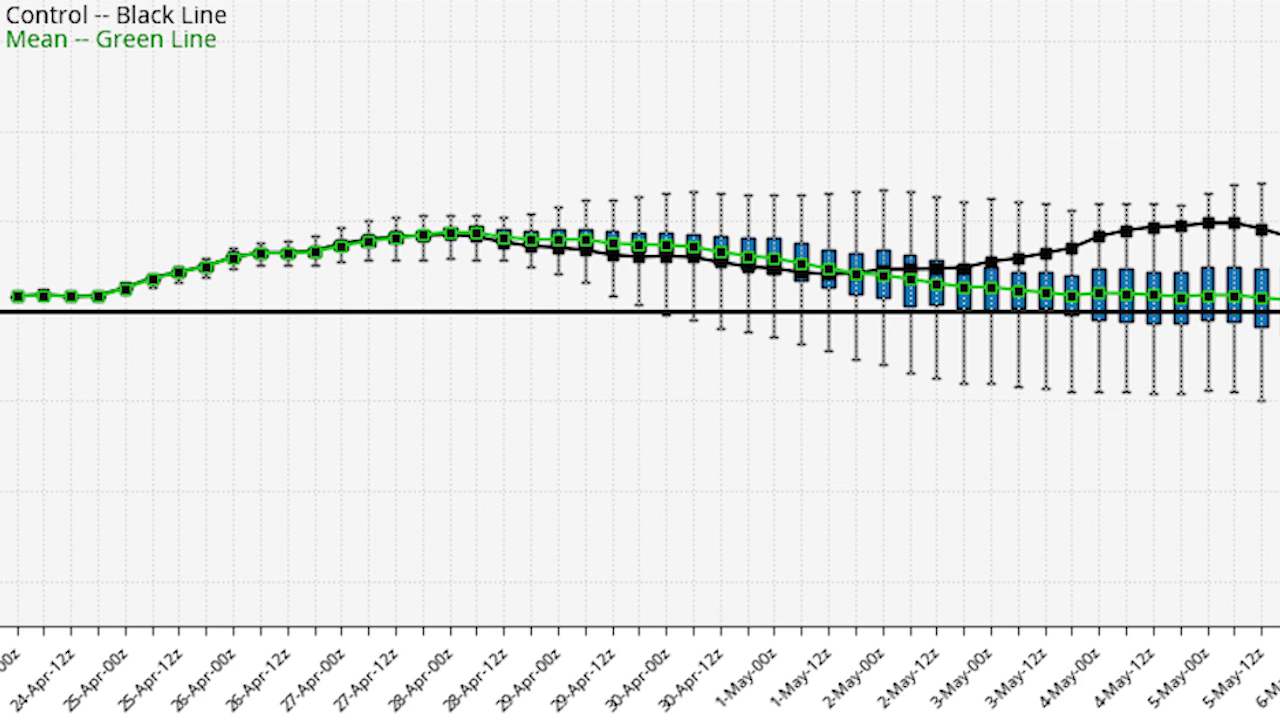 Control -- Black Line
Mean -- Green Line
00z
24-Apr-12z
25-Apr-00z
25-Apr-12z
26-Apr-00z
26-Apr-12z
27-Apr-00z
27-Apr-12z
28-Apr-00z
28-Apr-12z
29-Apr-00z
29-Apr-12z
30-Apr-00z
30-Apr-12z
1-May-00z
1-May-12z
2-May-00z
2-May-12z
3-May-00z
3-May-12z
4-May-00z
4-May-12z
5-May-00z
5-May-12z